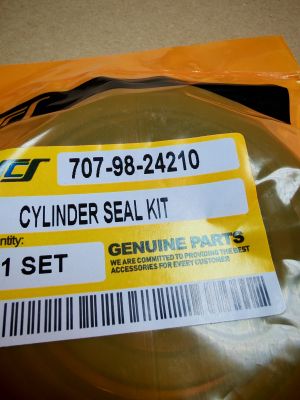 707-98-24210
CYLINDER SEAL KIT
1 SET
GENUINE PARTS
WE ARE COMMITTED TO PROVIDING THE BEST
ACCESSORIES FOR EVERY CUSTOMER